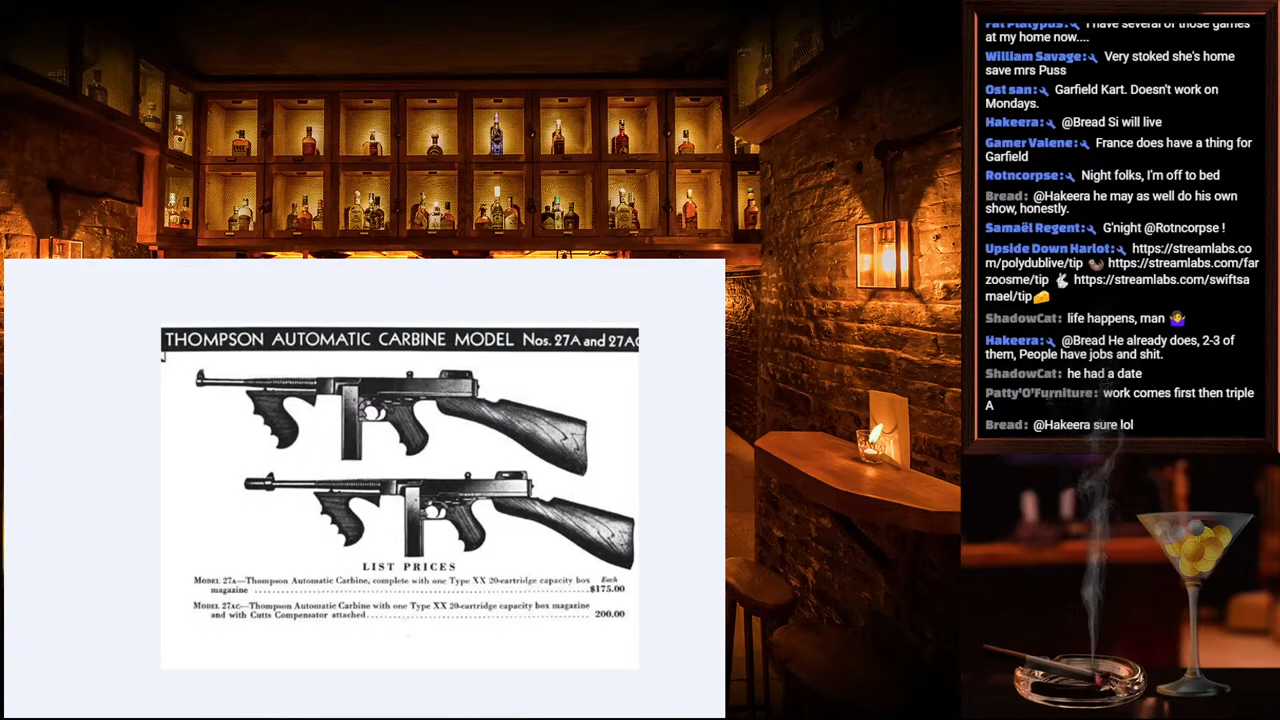 THOMPSON AUTOMATIC CARBINE MODEL Nos. 27A and 27AC
LIST PRICES
Each
MODEL 27A—Thompson Automatic Carbine, complete with one Type XX 20-cartridge capacity box
magazine $175.00
MODEL 27AC—Thompson Automatic Carbine with one Type XX 20-cartridge capacity box magazine
and with Cutts Compensator attached 200.00
Fat Platypus: I have several of those games
at my home now....
William Savage: Very stoked she's home
save mrs Puss
Ost san: Garfield Kart. Doesn't work on
Mondays.
Hakeera: @Bread Si will live
Gamer Valene: France does have a thing for
Garfield
Rotncorpse: Night folks, I'm off to bed
Bread: @Hakeera he may as well do his own
show, honestly.
Samaël Regent: G'night @Rotncorpse !
Upside Down Harlot: https://streamlabs.co
m/polydublive/tip https://streamlabs.com/far
zoosme/tip https://streamlabs.com/swiftsa
mael/tip
ShadowCat: life happens, man
Hakeera: @Bread He already does, 2-3 of
them, People have jobs and shit.
ShadowCat: he had a date
Patty'O'Furniture: work comes first then triple
A
Bread: @Hakeera sure lol